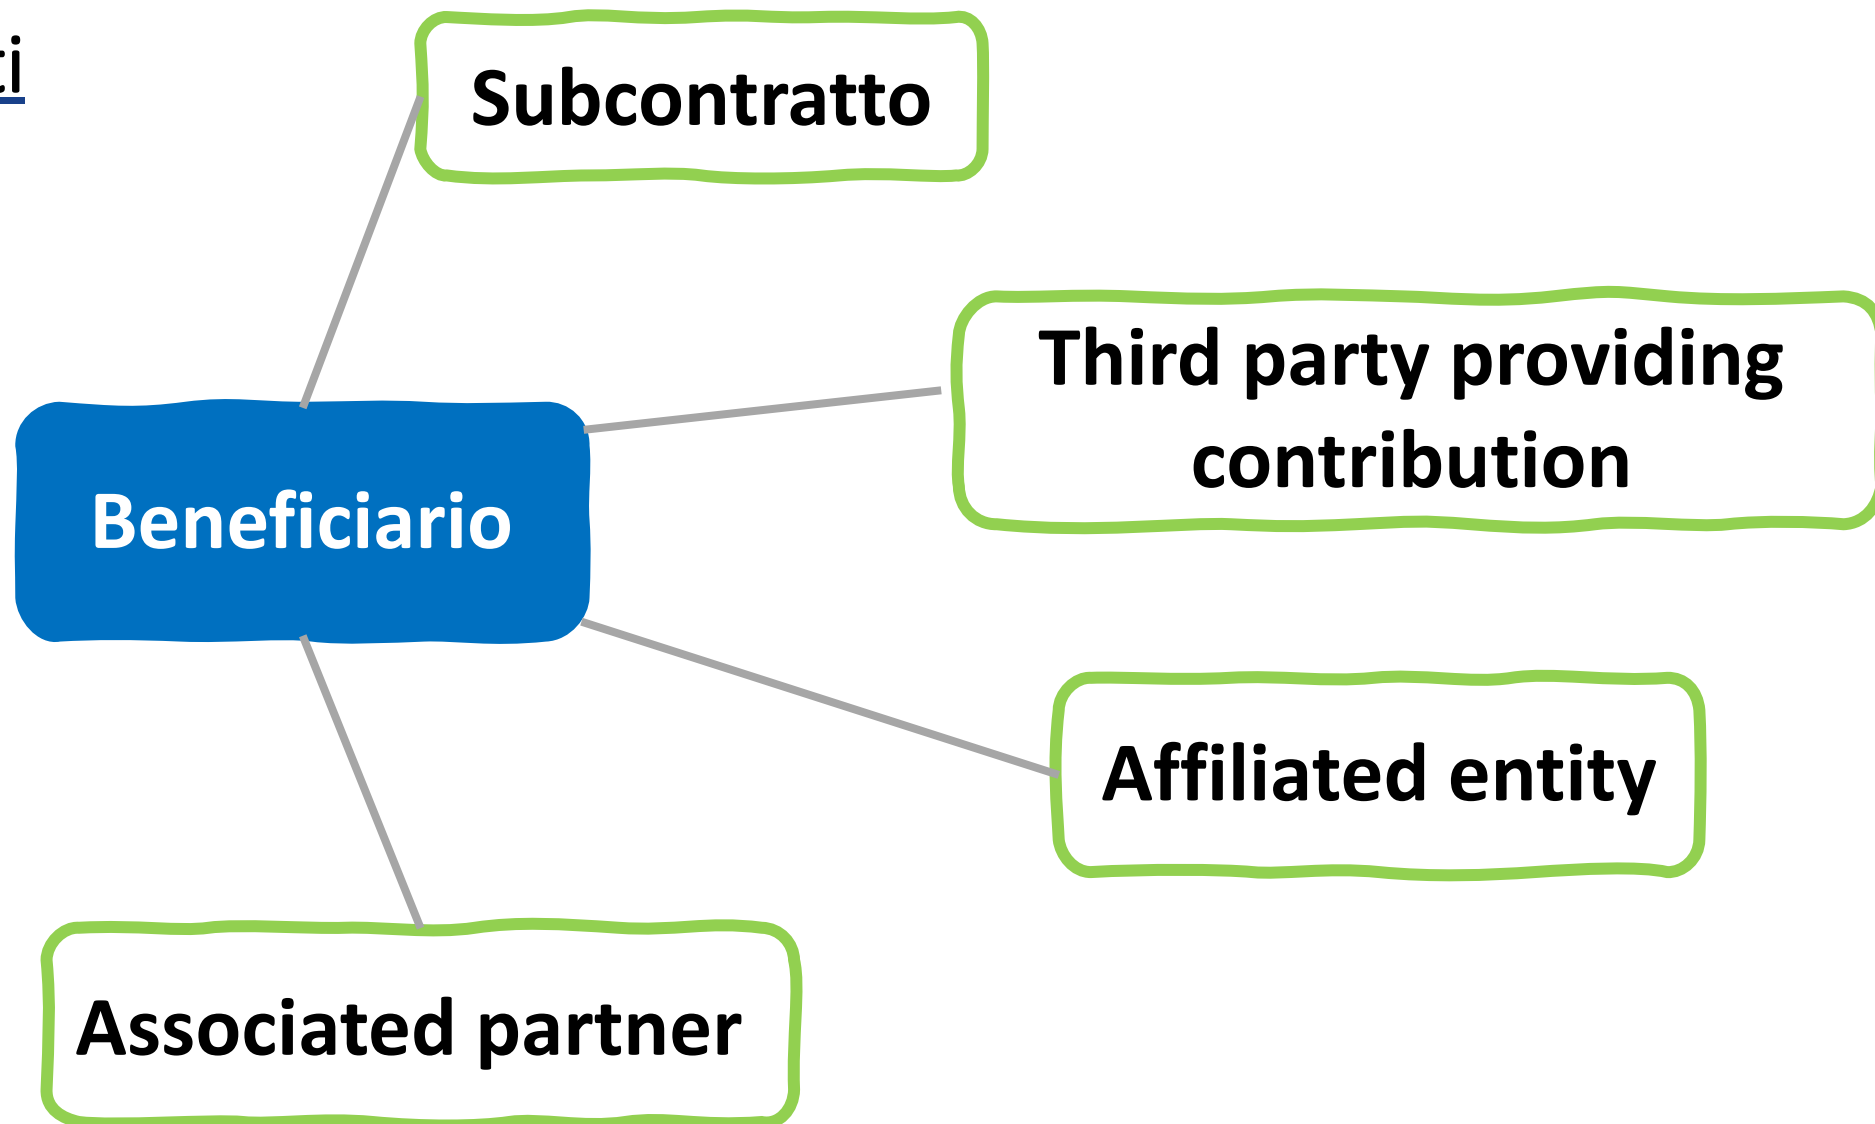 Subcontratto
Third party providing
contribution
Beneficiario
Affiliated entity
Associated partner